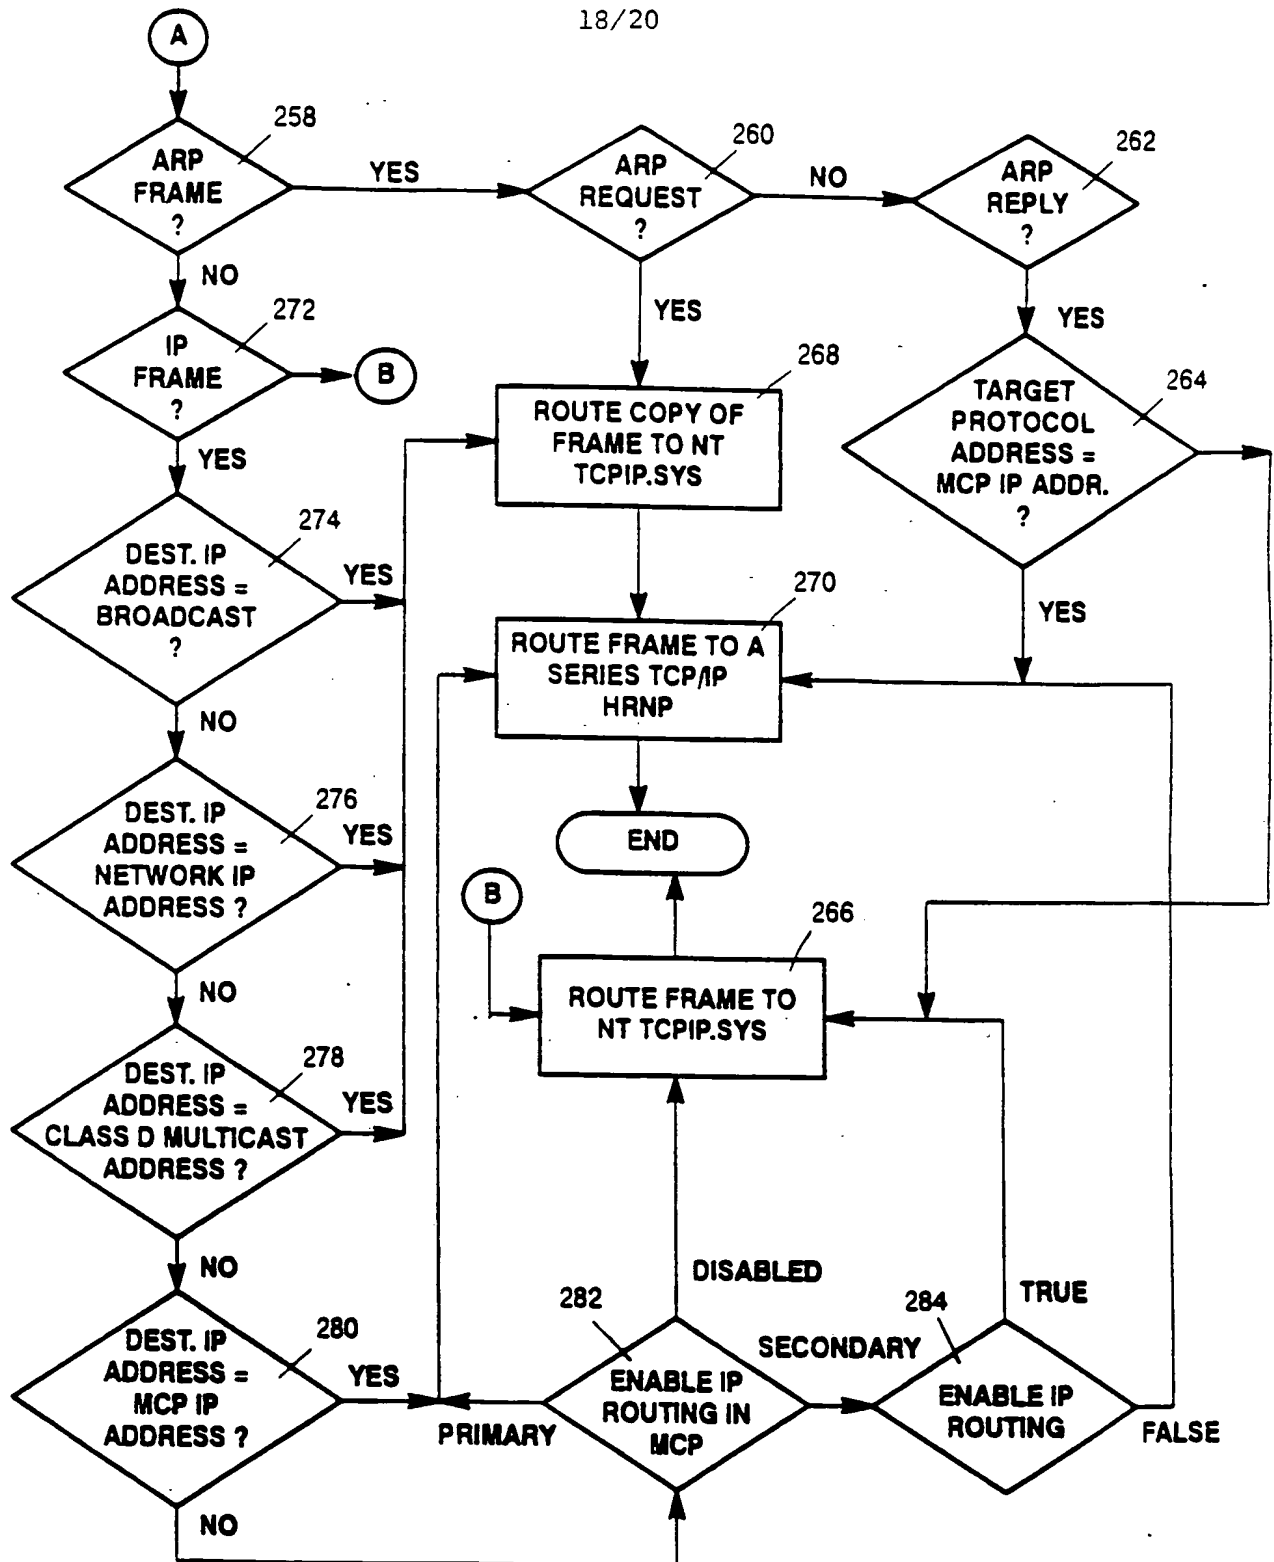 18/20
A
258
ARP
FRAME
?
YES
260
ARP
REQUEST
?
NO
262
ARP
REPLY
?
NO
YES
YES
272
IP
FRAME
?
B
268
ROUTE COPY OF
FRAME TO NT
TCPIP.SYS
264
TARGET
PROTOCOL
ADDRESS =
MCP IP ADDR.
?
YES
YES
274
DEST. IP
ADDRESS =
BROADCAST
?
YES
270
ROUTE FRAME TO A
SERIES TCP/IP
HRNP
NO
276
DEST. IP
ADDRESS =
NETWORK IP
ADDRESS ?
YES
END
B
266
ROUTE FRAME TO
NT TCPIP.SYS
NO
278
DEST. IP
ADDRESS =
CLASS D MULTICAST
ADDRESS ?
YES
NO
DISABLED
TRUE
280
DEST. IP
ADDRESS =
MCP IP
ADDRESS ?
YES
PRIMARY
282
ENABLE IP
ROUTING IN
MCP
SECONDARY
284
ENABLE IP
ROUTING
FALSE
NO